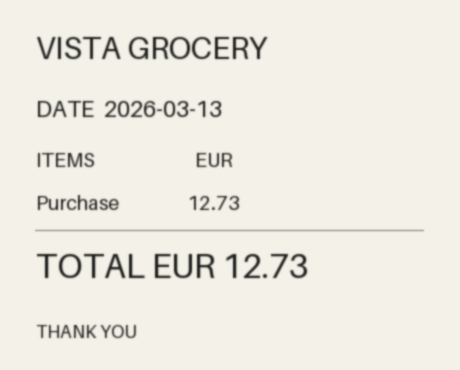 VISTA GROCERY
DATE 2026-03-13
ITEMS EUR
Purchase 12.73
TOTAL EUR 12.73
THANK YOU